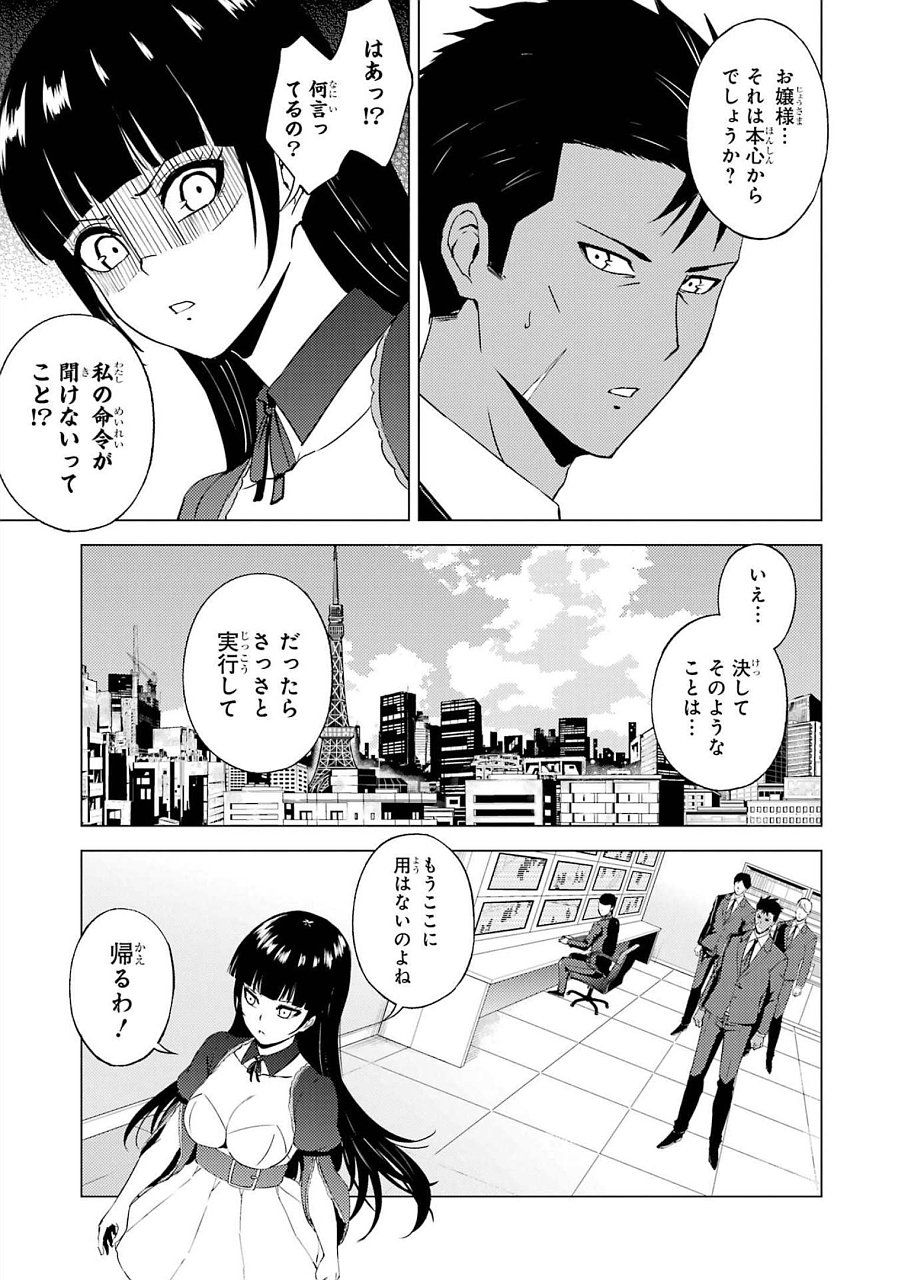 お嬢様…
それは本心から
でしょうか？
はあっ!?
何言っ
てるの？
私の命令が
聞けないって
こと!?
いえ…
決して
そのような
ことは…
だったら
さっさと
実行して
もうここに
用はないのよね
帰るわ！